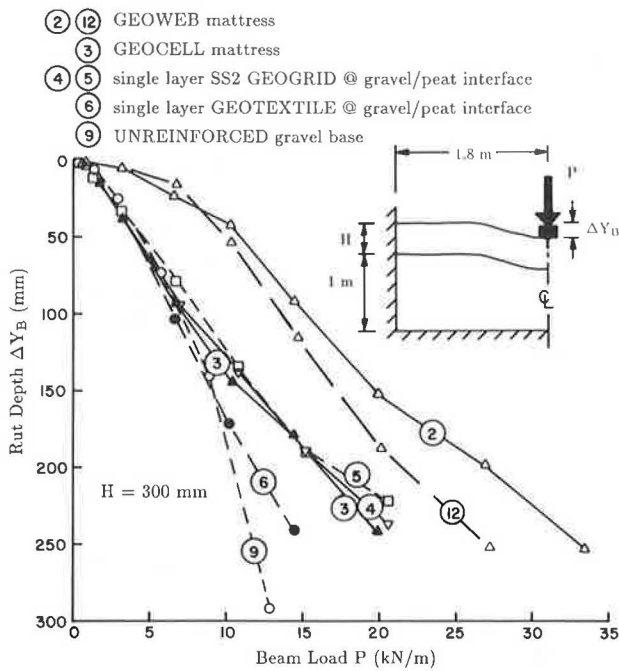 2 12 GEOWEB mattress
3 GEOCELL mattress
4 5 single layer SS2 GEOGRID @ gravel/peat interface
6 single layer GEOTEXTILE @ gravel/peat interface
9 UNREINFORCED gravel base
1.8 m
P
ΔY_B
H
1 m
℄
0
50
100
150
200
250
300
Rut Depth ΔY_B (mm)
H = 300 mm
3
2
5
6
3
4
12
9
0 5 10 15 20 25 30 35
Beam Load P (kN/m)